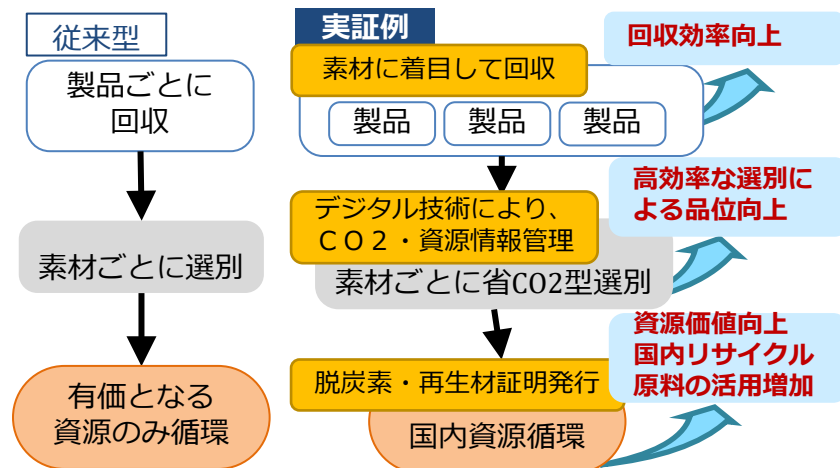 従来型
製品ごとに
回収
素材ごとに選別
有価となる
資源のみ循環
実証例
素材に着目して回収
製品
製品
製品
回収効率向上
デジタル技術により、
ＣＯ２・資源情報管理
素材ごとに省CO2型選別
高効率な選別に
よる品位向上
脱炭素・再生材証明発行
国内資源循環
資源価値向上
国内リサイクル
原料の活用増加